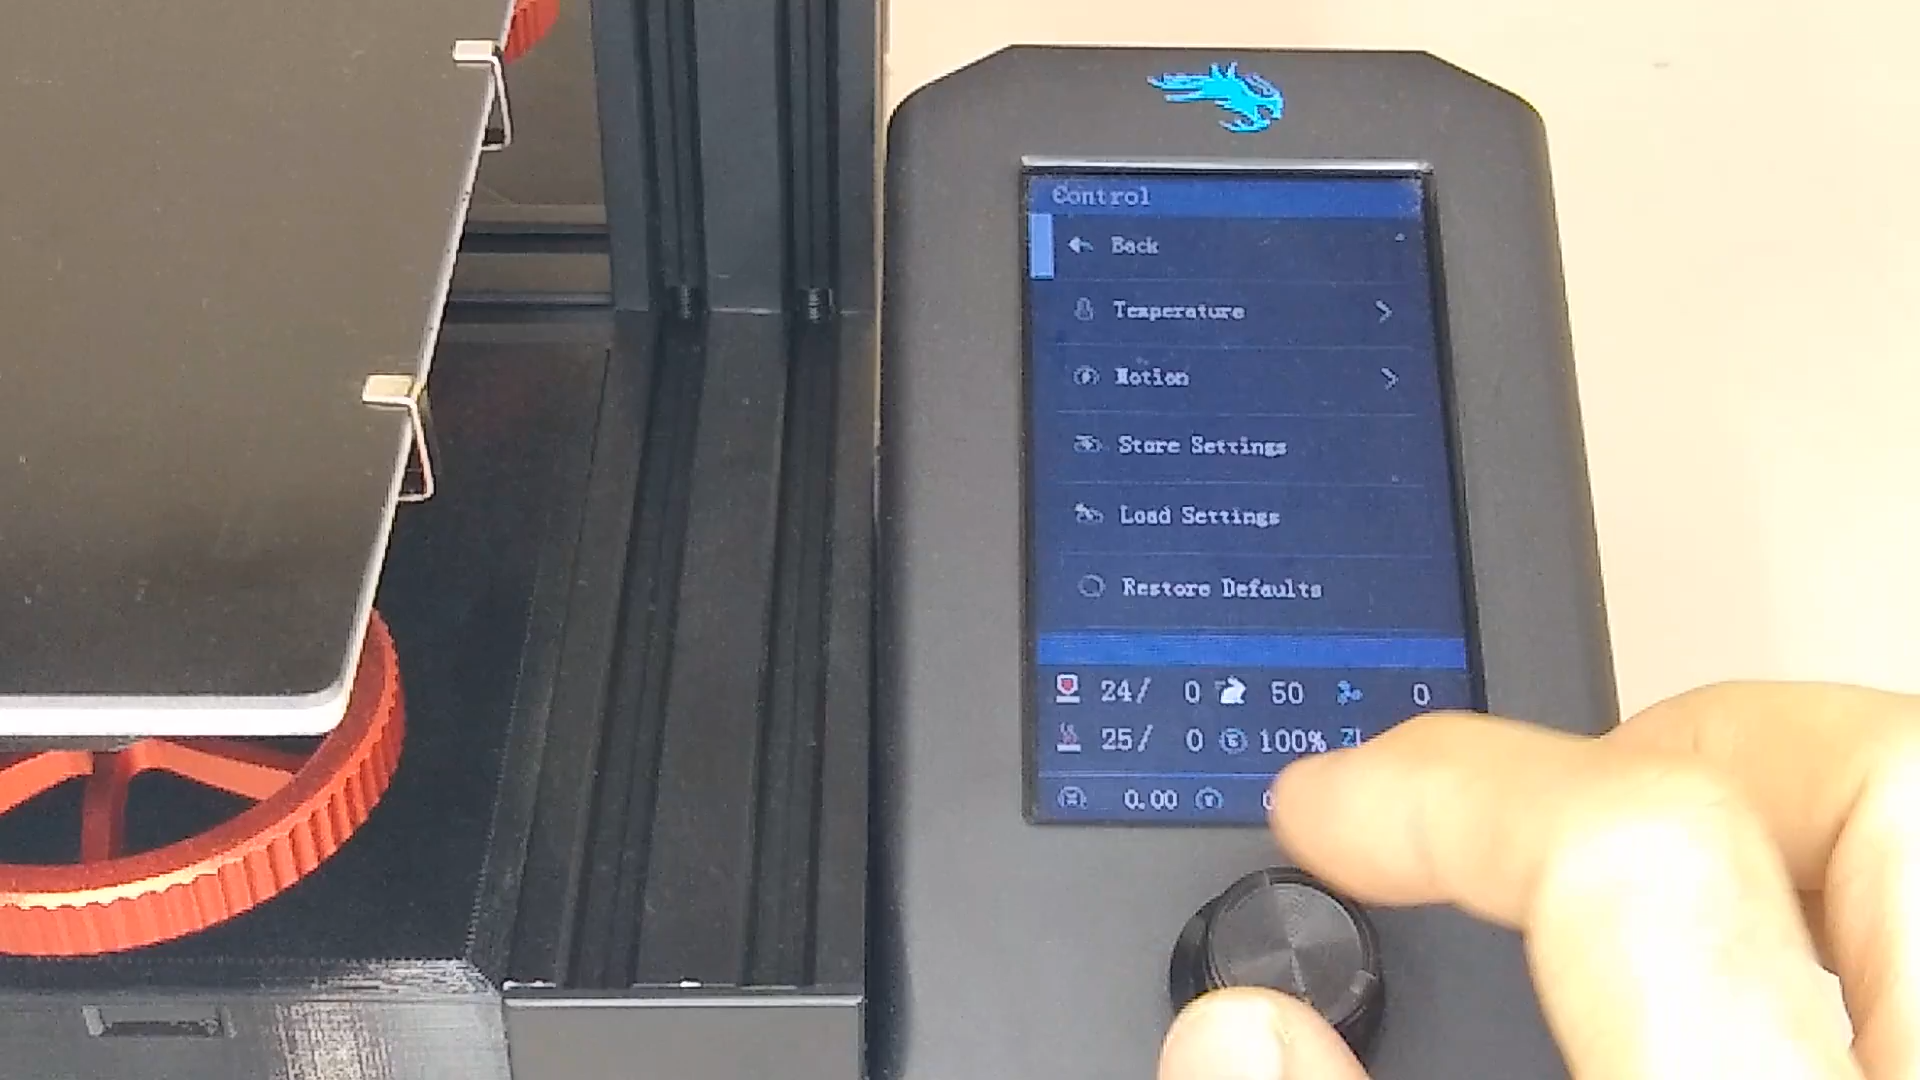 Control
Back
Temperature
Motion
Store Settings
Load Settings
Restore Defaults
24/ 0 50 0
25/ 0 100%
0.00